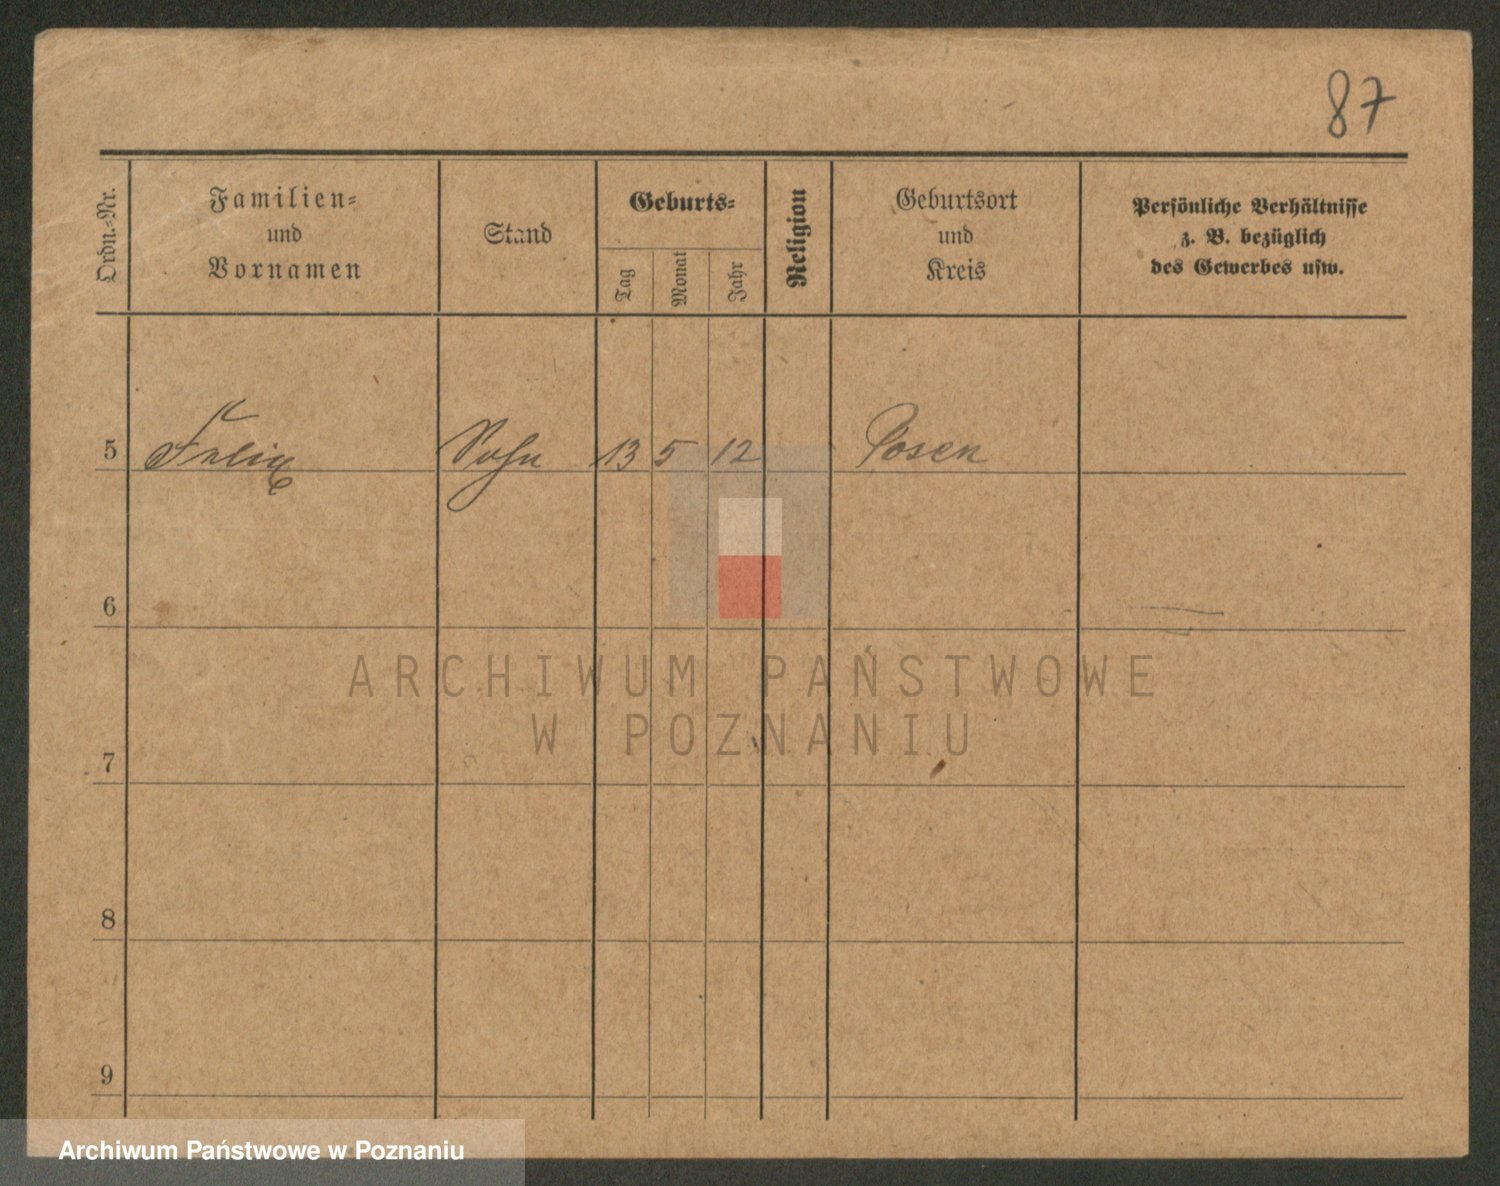 87
Ordn.-Nr.
Familien-
und
Vornamen
Stand
Geburts-
Tag
Monat
Jahr
Religion
Geburtsort
und
Kreis
Persönliche Verhältnisse
z. B. bezüglich
des Gewerbes usw.
5 Felix Sohn 13 5 12 Posen
6
ARCHIWUM PAŃSTWOWE
W POZNANIU
7
8
9
Archiwum Państwowe w Poznaniu